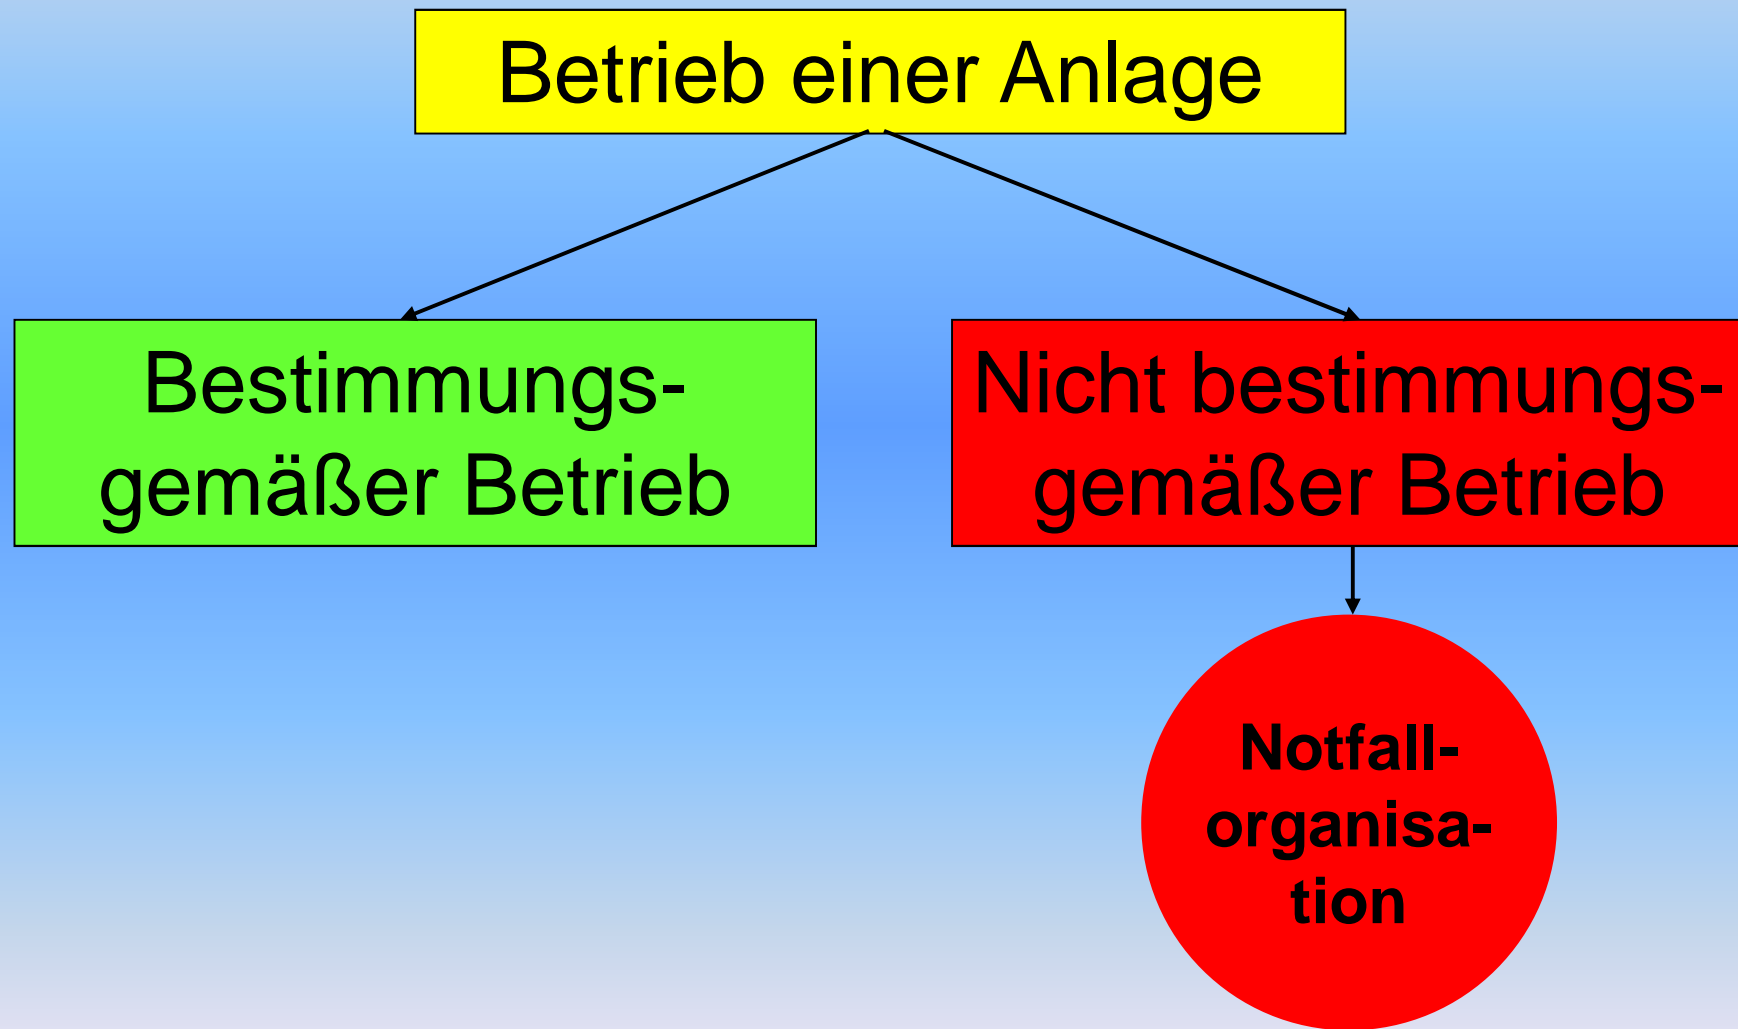 Betrieb einer Anlage
Bestimmungs-
gemäßer Betrieb
Nicht bestimmungs-
gemäßer Betrieb
Notfall-
organisa-
tion